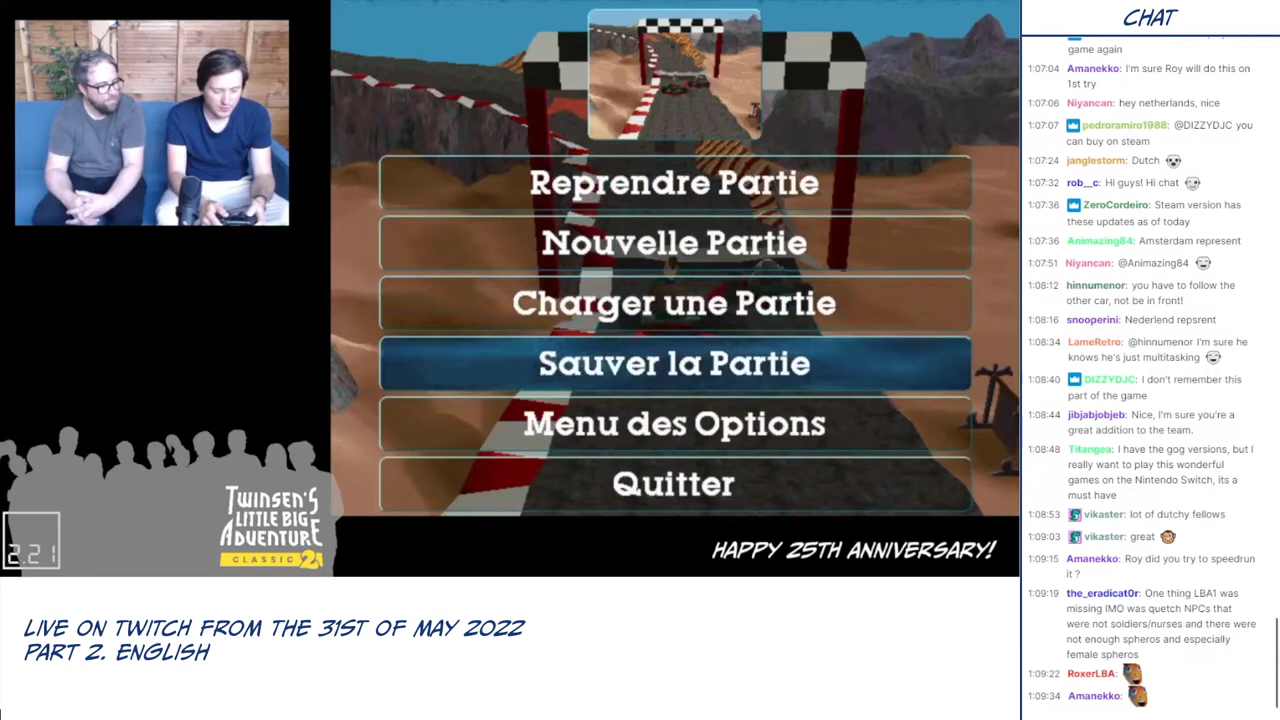 Reprendre Partie
Nouvelle Partie
Charger une Partie
Sauver la Partie
Menu des Options
Quitter
TWINSEN'S
LITTLE BIG
ADVENTURE
CLASSIC 2
2.21
HAPPY 25TH ANNIVERSARY!
LIVE ON TWITCH FROM THE 31ST OF MAY 2022
PART 2. ENGLISH
CHAT
game again
1:07:04 Amanekko: I'm sure Roy will do this on
1st try
1:07:06 Niyancan: hey netherlands, nice
1:07:07 pedroramiro1988: @DIZZYDJC you
can buy on steam
1:07:24 janglestorm: Dutch
1:07:32 rob__c: Hi guys! Hi chat
1:07:36 ZeroCordeiro: Steam version has
these updates as of today
1:07:36 Animazing84: Amsterdam represent
1:07:51 Niyancan: @Animazing84
1:08:12 hinnumenor: you have to follow the
other car, not be in front!
1:08:16 snooperini: Nederlend reprsent
1:08:34 LameRetro: @hinnumenor I'm sure he
knows he's just multitasking
1:08:40 DIZZYDJC: I don't remember this
part of the game
1:08:44 jibjabjobjeb: Nice, I'm sure you're a
great addition to the team.
1:08:48 Titangea: I have the gog versions, but I
really want to play this wonderful
games on the Nintendo Switch, its a
must have
1:08:53 vikaster: lot of dutchy fellows
1:09:03 vikaster: great
1:09:15 Amanekko: Roy did you try to speedrun
it ?
1:09:19 the_eradicat0r: One thing LBA1 was
missing IMO was quetch NPCs that
were not soldiers/nurses and there were
not enough spheros and especially
female spheros
1:09:22 RoxerLBA:
1:09:34 Amanekko: